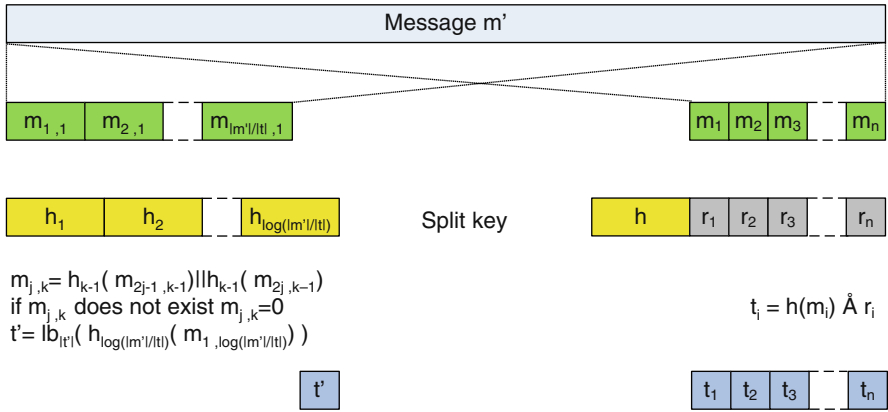 Message m'
m1 ,1 m2 ,1 m|m'|/|t| ,1 m1 m2 m3 mn
h1 h2 hlog(|m'|/|t|) Split key h r1 r2 r3 rn
mj ,k= hk-1( m2j-1 ,k-1)||hk-1( m2j ,k–1)
if mj ,k does not exist mj ,k=0
t'= lb|t'|( hlog(|m'|/|t|)( m1 ,log(|m'|/|t|)) )
ti = h(mi) Å ri
t' t1 t2 t3 tn